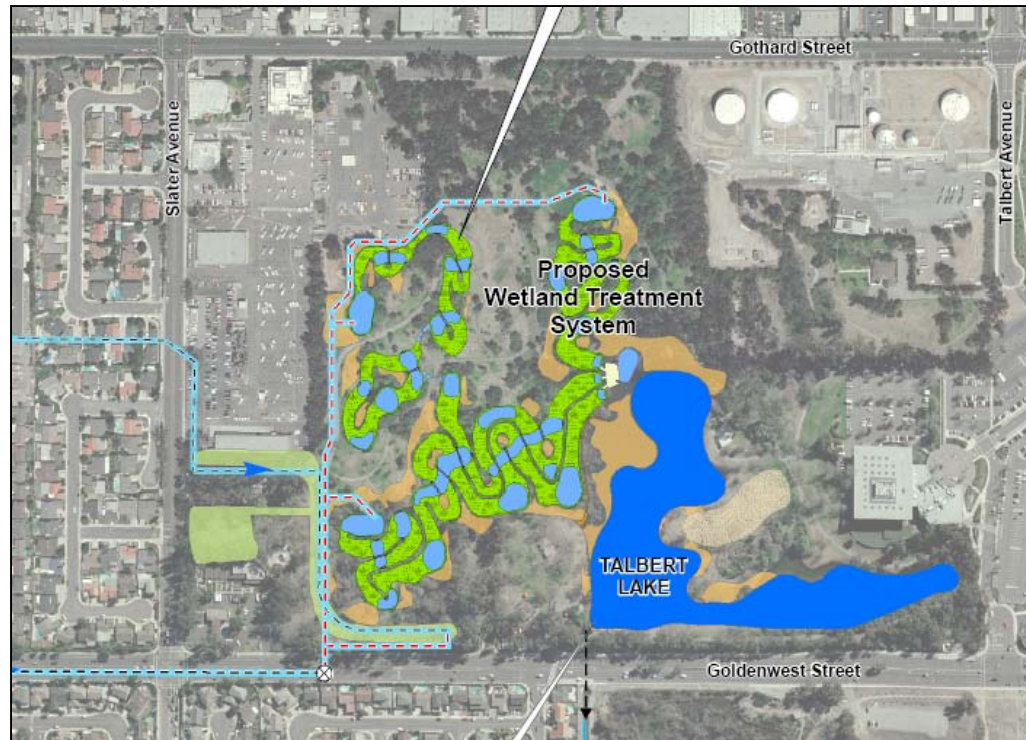 Gothard Street
Slater Avenue
Talbert Avenue
Proposed
Wetland Treatment
System
TALBERT
LAKE
Goldenwest Street